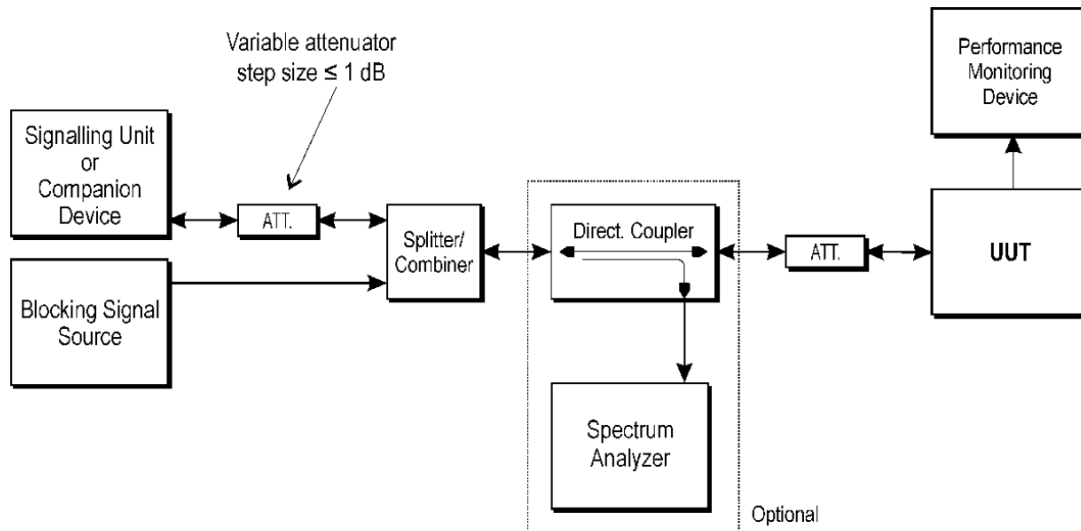 Variable attenuator
step size ≤ 1 dB
Performance
Monitoring
Device
Signalling Unit
or
Companion
Device
ATT.
Splitter/
Combiner
Direct. Coupler
ATT.
UUT
Blocking Signal
Source
Spectrum
Analyzer
Optional